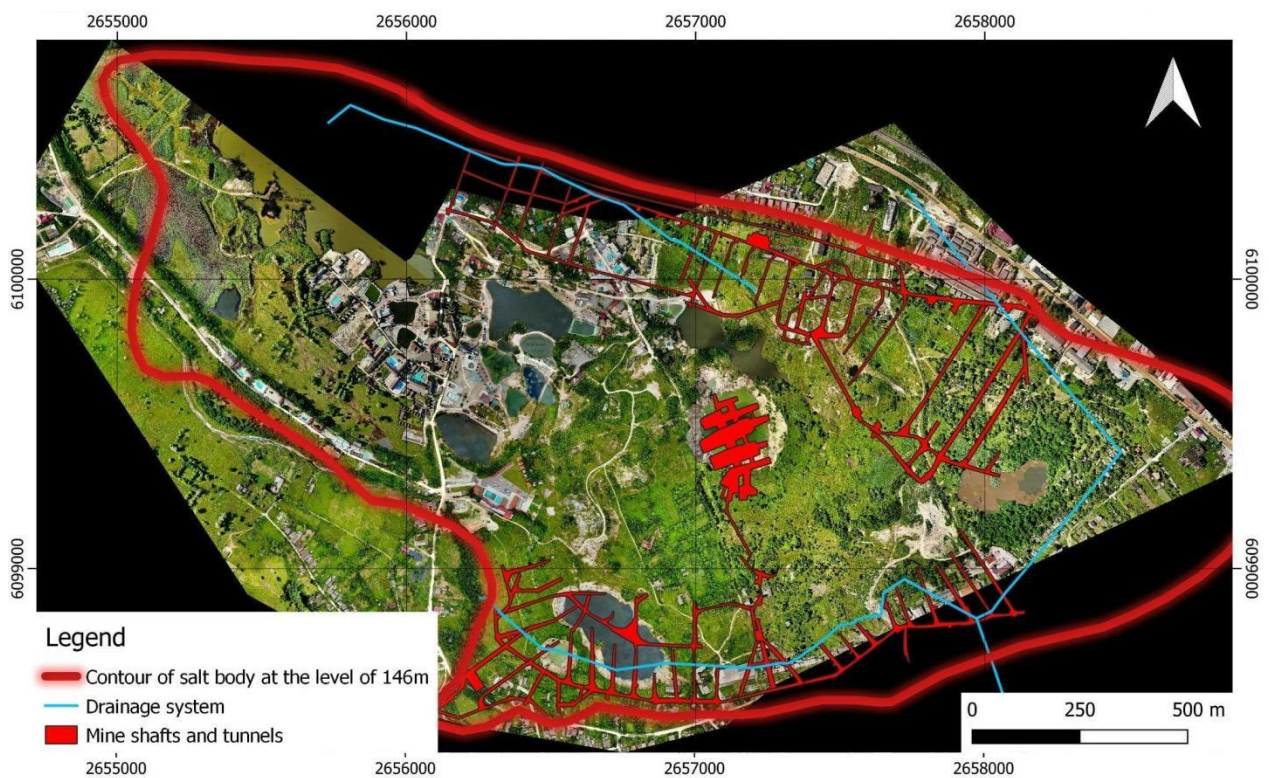 2655000 2656000 2657000 2658000
6100000 6100000
6099000 6099000
Legend
Contour of salt body at the level of 146m
Drainage system
Mine shafts and tunnels
0 250 500 m
2655000 2656000 2657000 2658000